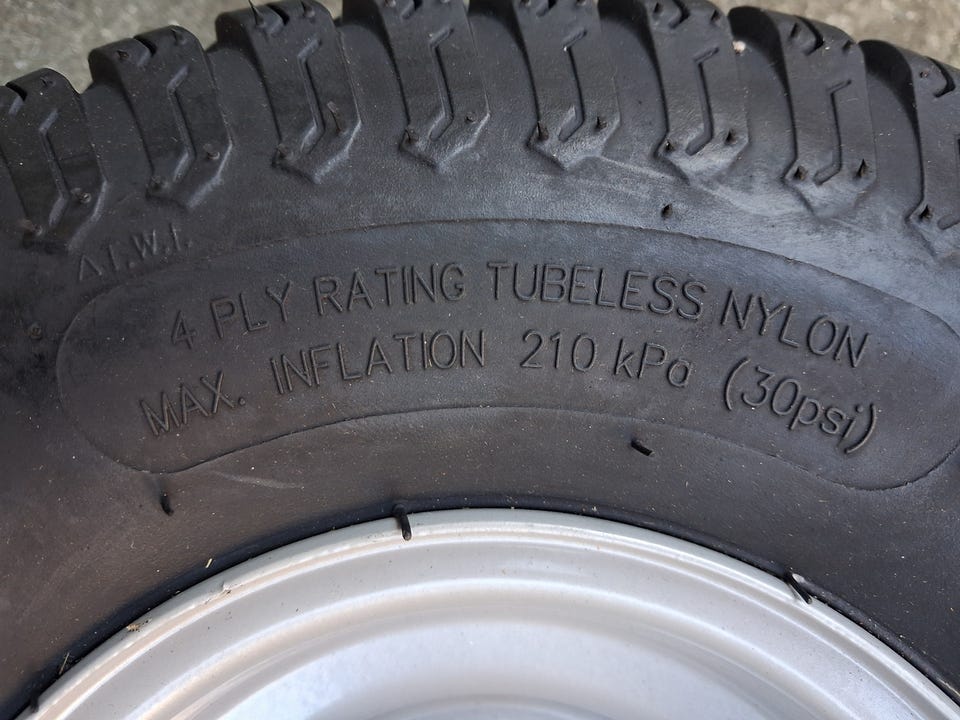 △T.W.I.
4 PLY RATING TUBELESS NYLON
MAX. INFLATION 210 kPa (30psi)